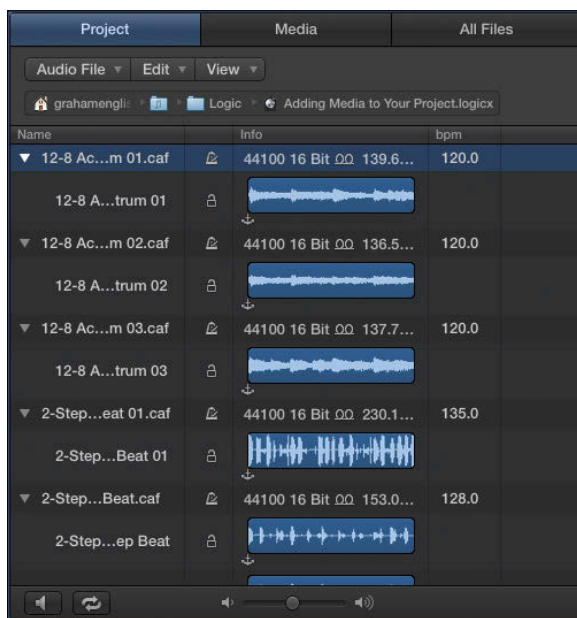 Project Media All Files
Audio File Edit View
grahamenglis Logic Adding Media to Your Project.logicx
Name Info bpm
12-8 Ac...m 01.caf 44100 16 Bit 139.6... 120.0
12-8 A...trum 01
12-8 Ac...m 02.caf 44100 16 Bit 136.5... 120.0
12-8 A...trum 02
12-8 Ac...m 03.caf 44100 16 Bit 137.7... 120.0
12-8 A...trum 03
2-Step...eat 01.caf 44100 16 Bit 230.1... 135.0
2-Step...Beat 01
2-Step...Beat.caf 44100 16 Bit 153.0... 128.0
2-Step...ep Beat